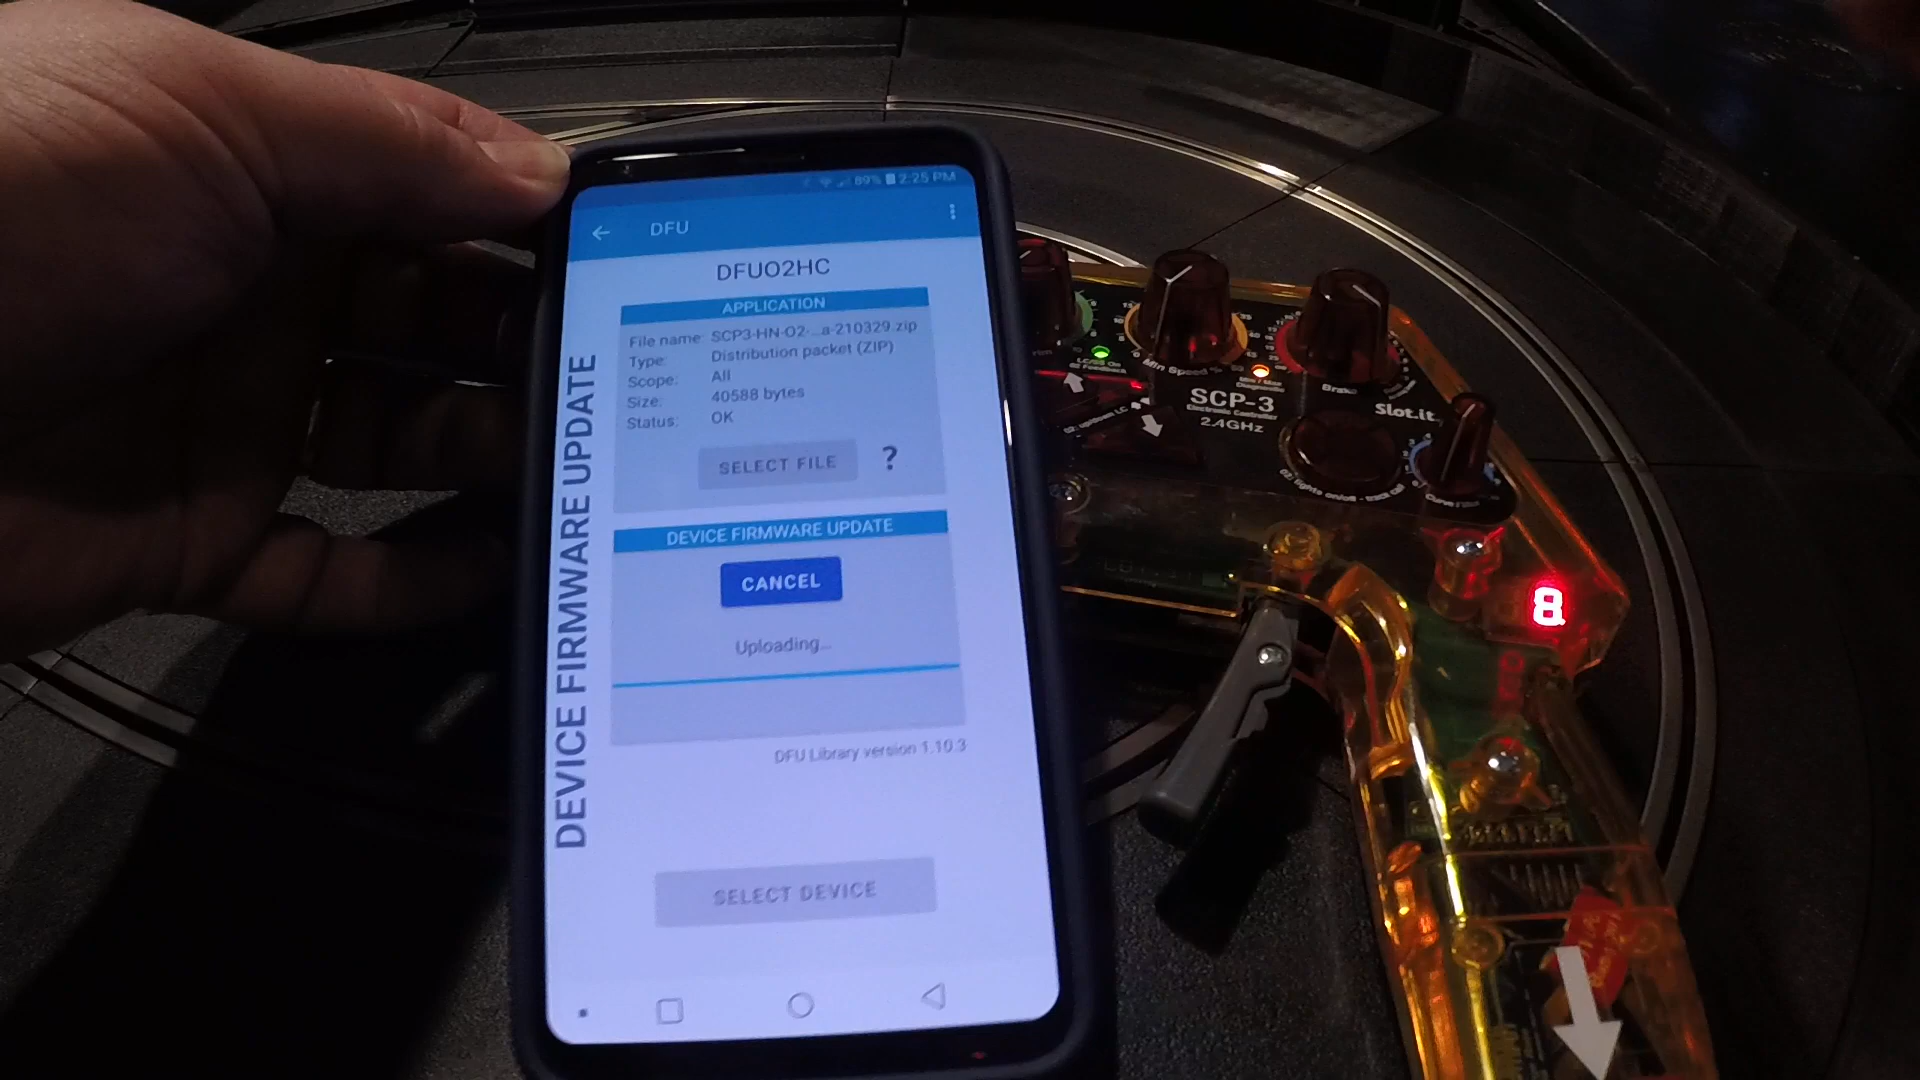 89% 2:25 PM
DFU
DFUO2HC
APPLICATION
File name: SCP3-HN-O2-...a-210329.zip
Type: Distribution packet (ZIP)
Scope: All
Size: 40588 bytes
Status: OK
SELECT FILE ?
DEVICE FIRMWARE UPDATE
CANCEL
Uploading...
DFU Library version 1.10.3
SELECT DEVICE
DEVICE FIRMWARE UPDATE
Min Speed %
Brake
SCP-3
Electronic Controller
2.4GHz
Slot.it
8